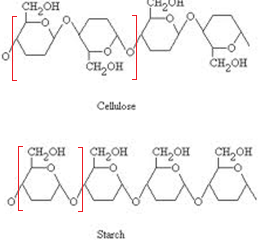 CH₂OH CH₂OH
O O O O O O O O
CH₂OH CH₂OH
Cellulose
CH₂OH CH₂OH CH₂OH CH₂OH
O O O O
O O O O
Starch